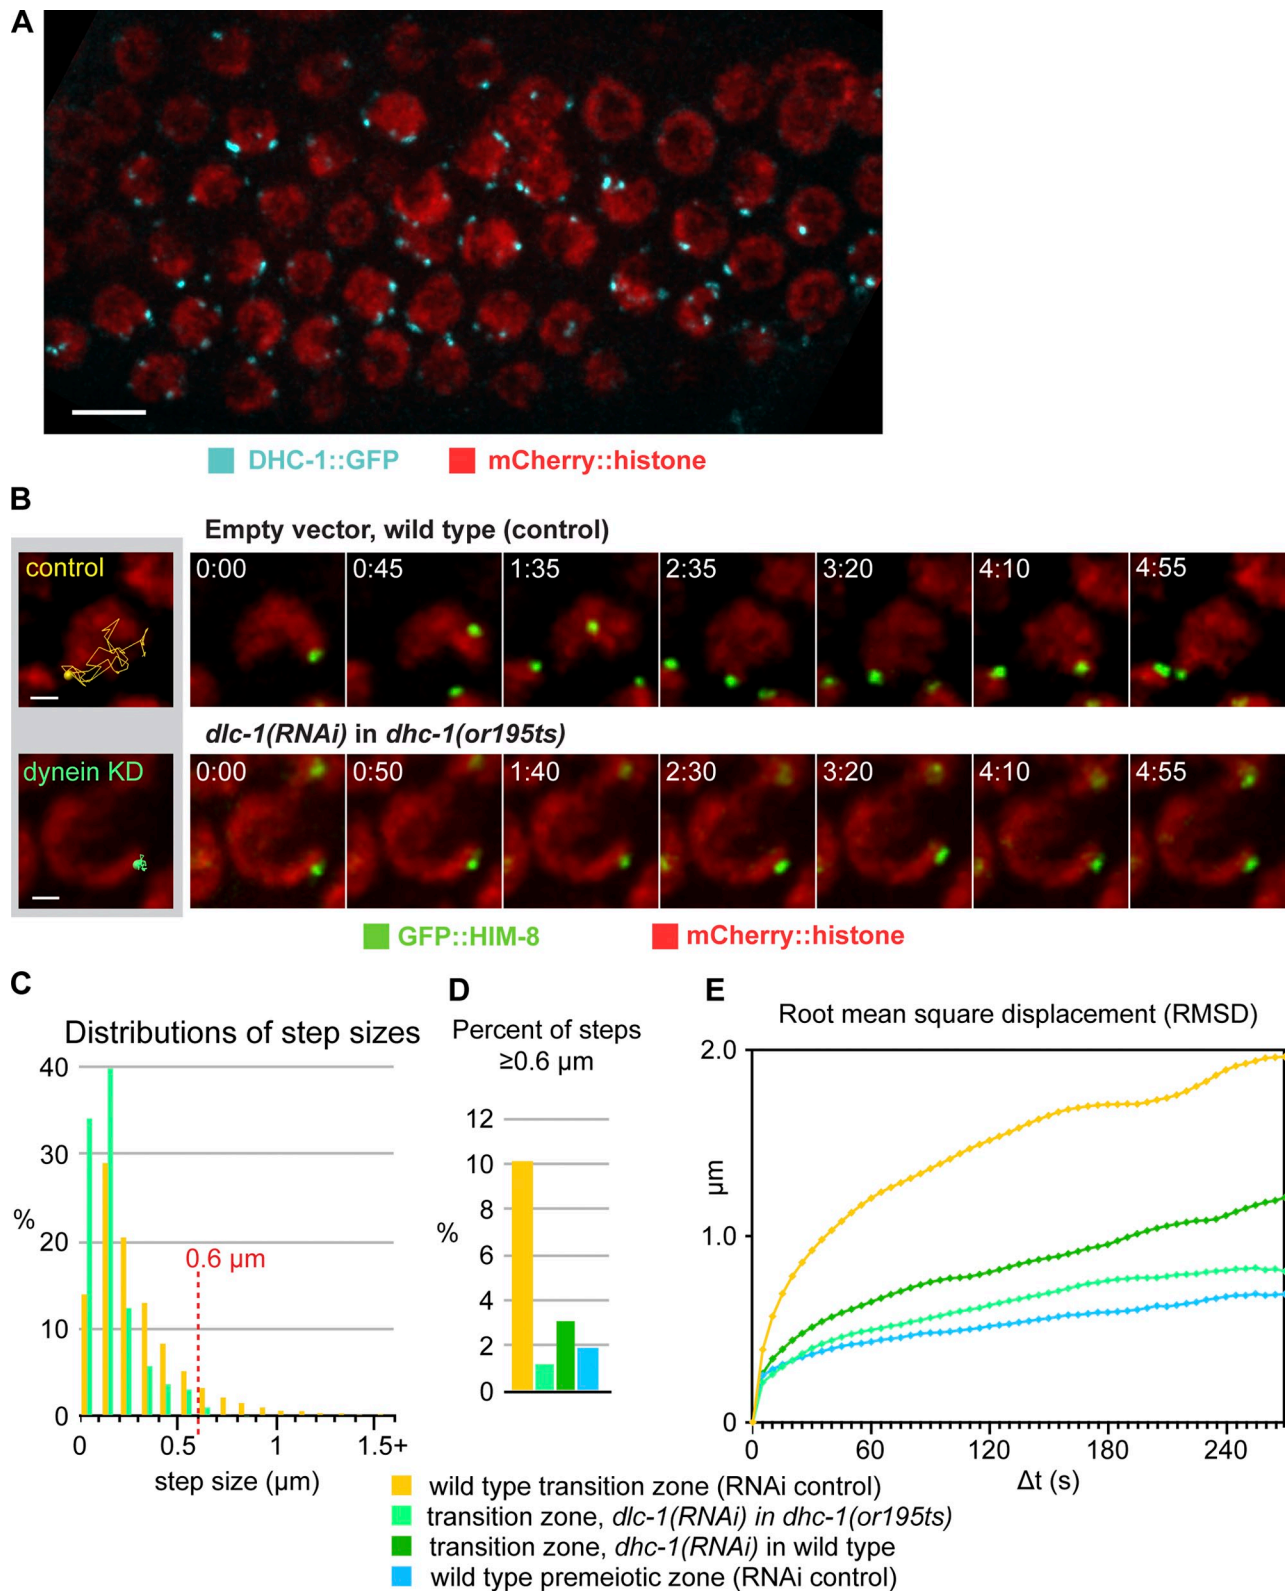 A
DHC-1::GFP mCherry::histone
B
Empty vector, wild type (control)
control 0:00 0:45 1:35 2:35 3:20 4:10 4:55
dlc-1(RNAi) in dhc-1(or195ts)
dynein KD 0:00 0:50 1:40 2:30 3:20 4:10 4:55
GFP::HIM-8 mCherry::histone
C
Distributions of step sizes
40
30
%
20
10
0
0.6 µm
0 0.5 1 1.5+
step size (µm)
D
Percent of steps
≥0.6 µm
12
10
8
%
6
4
2
0
E
Root mean square displacement (RMSD)
2.0
µm
1.0
0
0 60 120 180 240
Δt (s)
wild type transition zone (RNAi control)
transition zone, dlc-1(RNAi) in dhc-1(or195ts)
transition zone, dhc-1(RNAi) in wild type
wild type premeiotic zone (RNAi control)